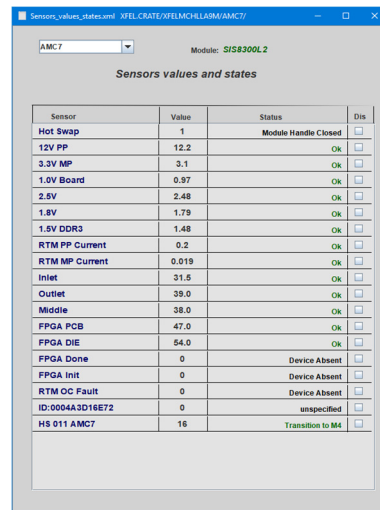 Sensors_values_states.xml XFEL.CRATE/XFELMCHLLA9M/AMC7/
AMC7 Module: SIS8300L2
Sensors values and states
Sensor Value Status Dis
Hot Swap 1 Module Handle Closed
12V PP 12.2 Ok
3.3V MP 3.1 Ok
1.0V Board 0.97 Ok
2.5V 2.48 Ok
1.8V 1.79 Ok
1.5V DDR3 1.48 Ok
RTM PP Current 0.2 Ok
RTM MP Current 0.019 Ok
Inlet 31.5 Ok
Outlet 39.0 Ok
Middle 38.0 Ok
FPGA PCB 47.0 Ok
FPGA DIE 54.0 Ok
FPGA Done 0 Device Absent
FPGA Init 0 Device Absent
RTM OC Fault 0 Device Absent
ID:0004A3D16E72 0 unspecified
HS 011 AMC7 16 Transition to M4